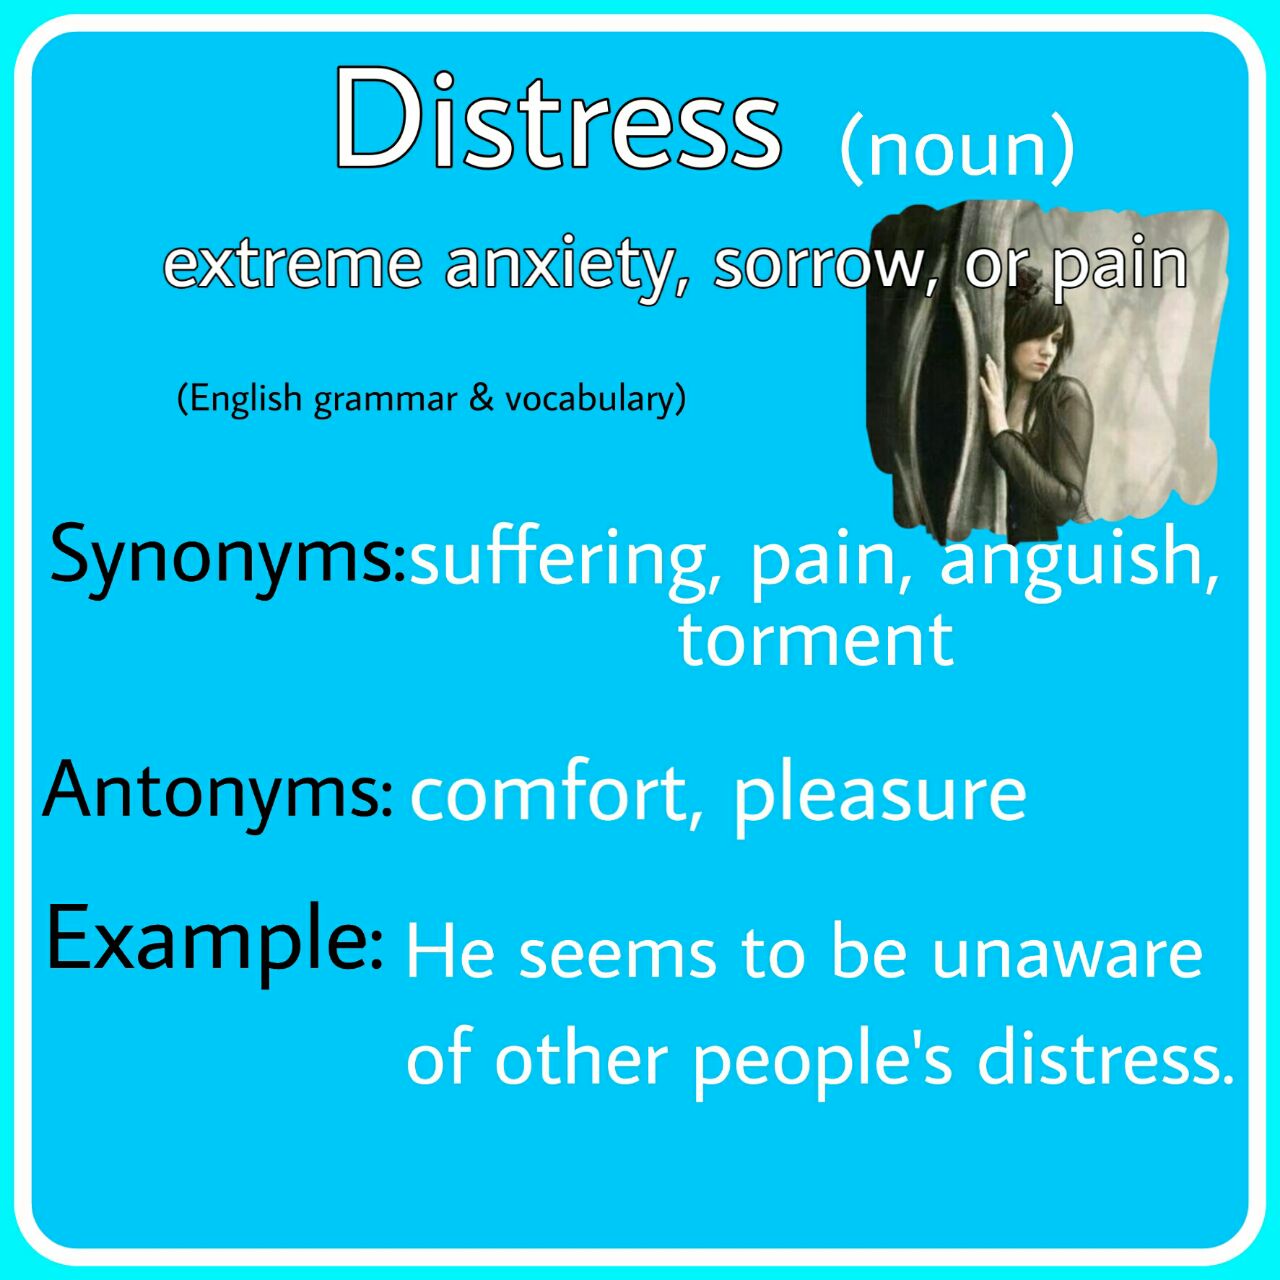 Distress (noun)
extreme anxiety, sorrow, or pain
(English grammar & vocabulary)
Synonyms: suffering, pain, anguish,
torment
Antonyms: comfort, pleasure
Example: He seems to be unaware
of other people's distress.